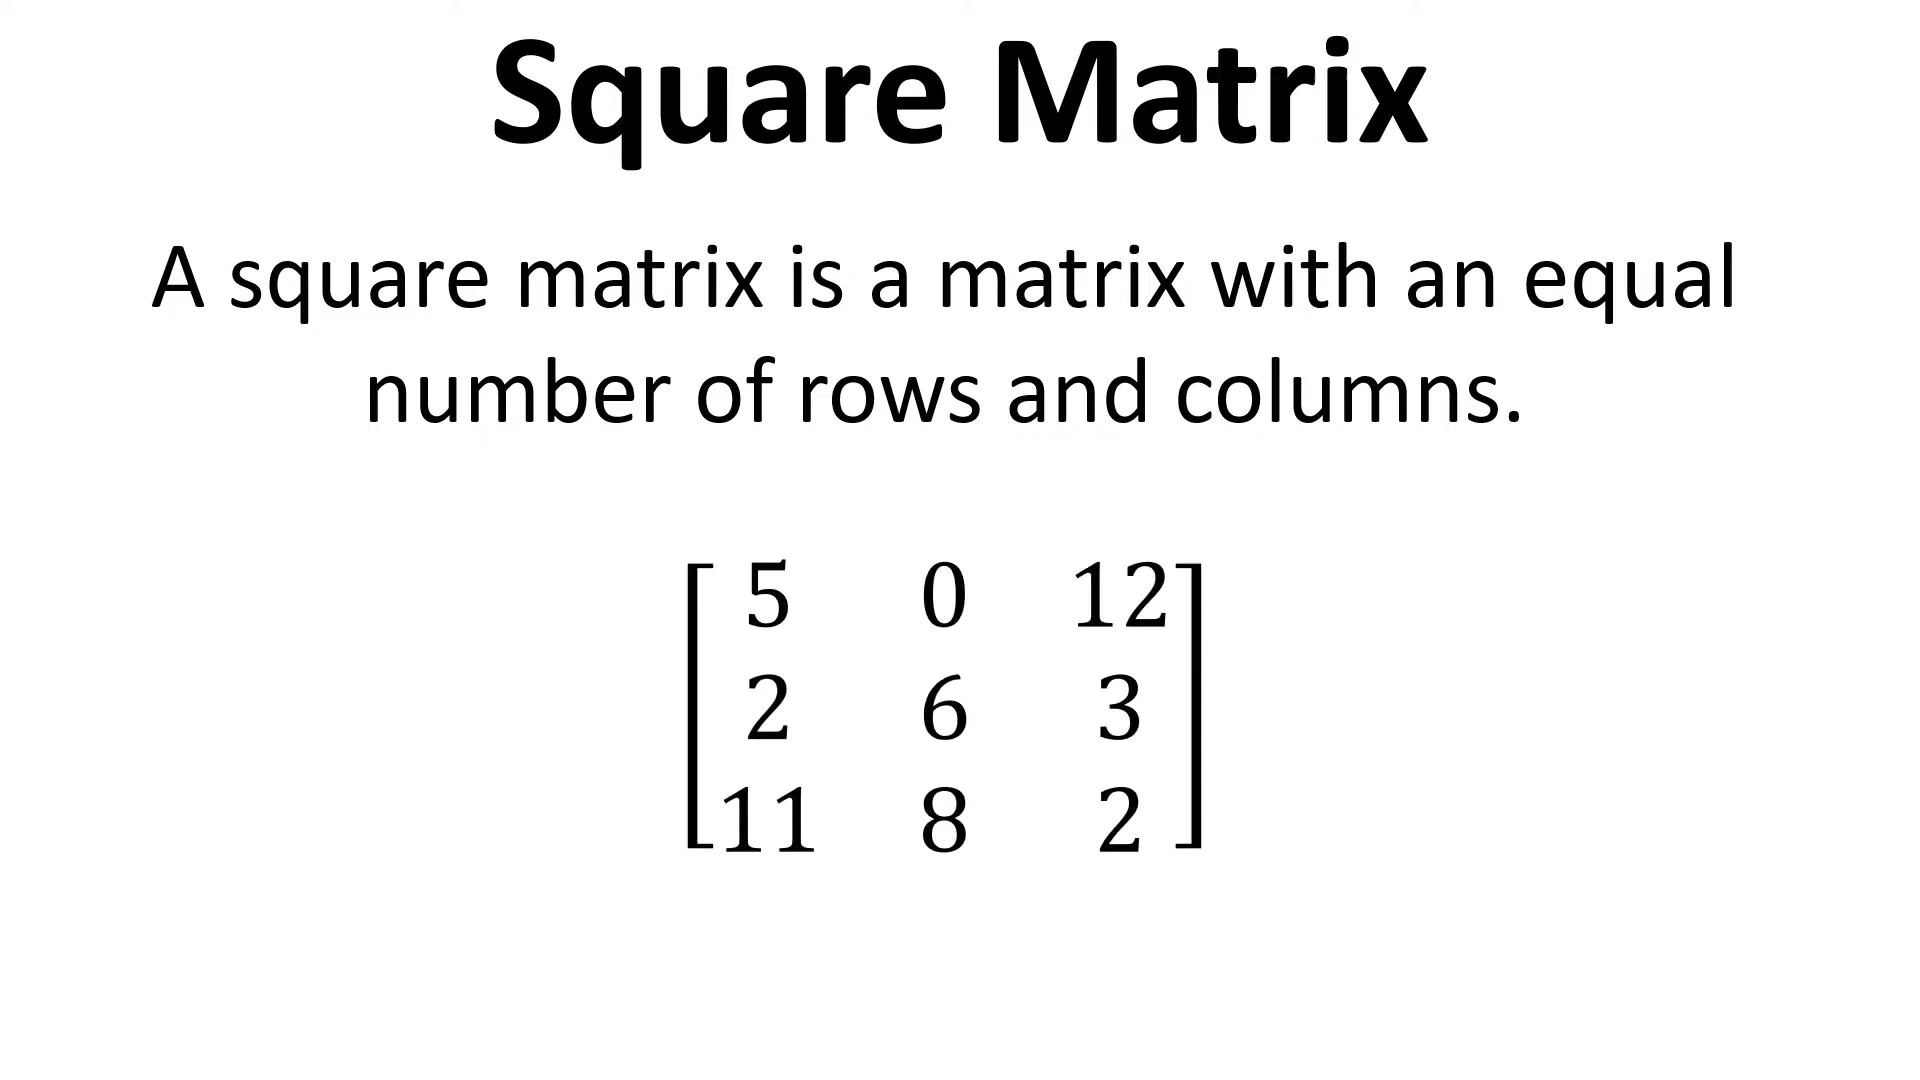 Square Matrix
A square matrix is a matrix with an equal
number of rows and columns.
5 0 12
2 6 3
11 8 2